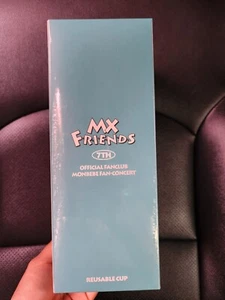 MX
FRIENDS
7TH
OFFICIAL FANCLUB
MONBEBE FAN-CONCERT
REUSABLE CUP